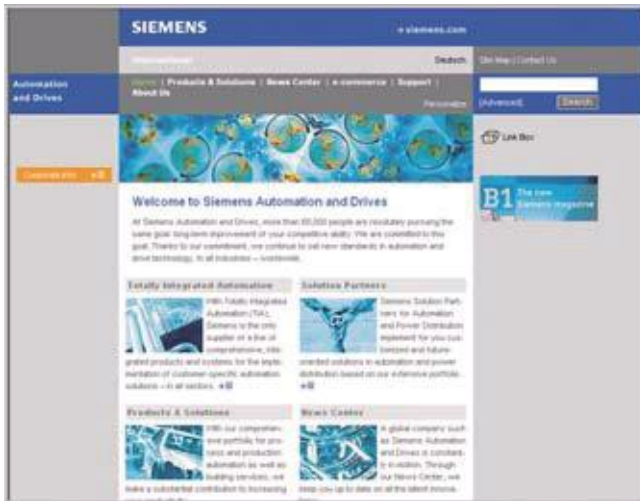 SIEMENS
siemens.com
Deutsch
Site Map | Contact Us
Automation
and Drives
Home | Products & Solutions | News Center | e-commerce | Support |
About Us
Personalize
[Advanced]
Search
Link Box
B1 The new
Siemens magazine
Welcome to Siemens Automation and Drives
At Siemens Automation and Drives, more than 60,000 people are resolutely pursuing the
same goal: long-term improvement of your competitive ability. We are committed to this
goal. Thanks to our commitment, we continue to set new standards in automation and
drive technology. In all industries – worldwide.
Totally Integrated Automation
With Totally Integrated
Automation (TIA),
Siemens is the only
supplier of a line of
comprehensive, inte-
grated products and systems for the imple-
mentation of customer-specific automation
solutions – in all sectors.
Solution Partners
Siemens Solution Part-
ners for Automation
and Power Distribution
implement for you cus-
tomized and future-
oriented solutions in automation and power
distribution based on our extensive portfolio.
Products & Solutions
With our comprehen-
sive portfolio for pro-
cess and production
automation as well as
building services, we
make a substantial contribution to increasing
News Center
A global company such
as Siemens Automation
and Drives is constant-
ly in motion. Through
our News Center, we
keep you up to date on all the latest innova-